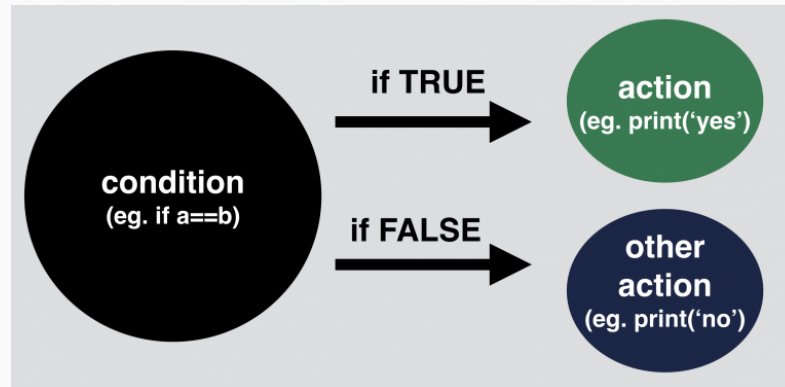 condition
(eg. if a==b)
if TRUE
action
(eg. print(‘yes’)
if FALSE
other
action
(eg. print(‘no’)